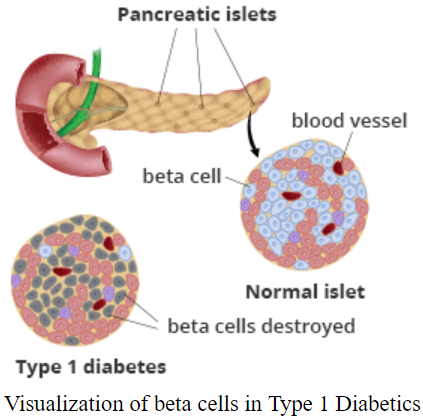 Pancreatic islets
blood vessel
beta cell
Normal islet
beta cells destroyed
Type 1 diabetes
Visualization of beta cells in Type 1 Diabetics